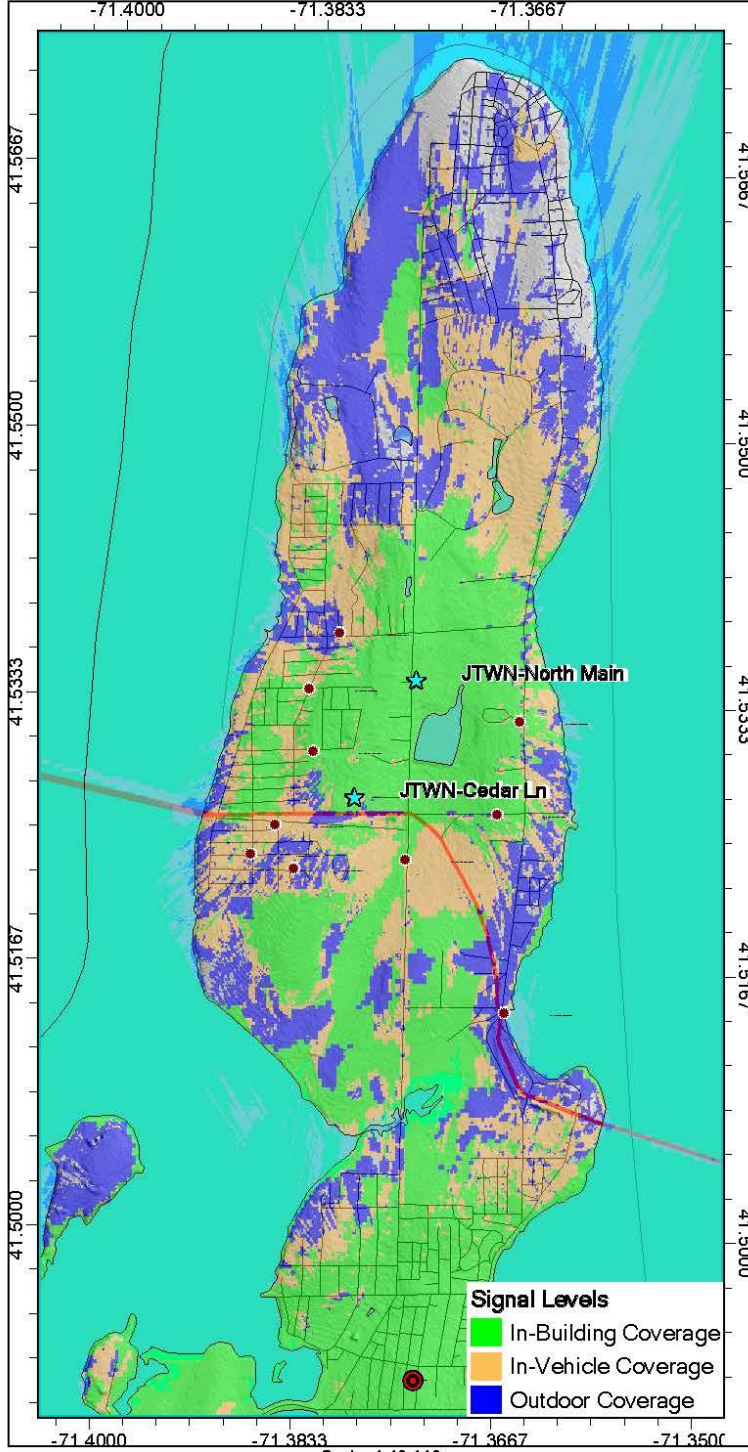 -71.4000 -71.3833 -71.3667
41.5667
41.5667
41.5500
41.5500
41.5333
JTWN-North Main
41.5333
JTWN-Cedar Ln
41.5167
41.5167
41.5000
41.5000
Signal Levels
In-Building Coverage
In-Vehicle Coverage
Outdoor Coverage
-71.4000 -71.3833 -71.3667 -71.3500